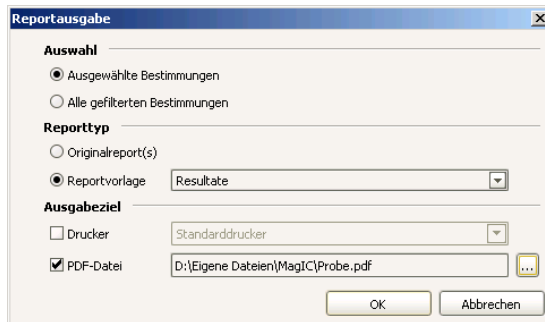 Reportausgabe
Auswahl
Ausgewählte Bestimmungen
Alle gefilterten Bestimmungen
Reporttyp
Originalreport(s)
Reportvorlage Resultate
Ausgabeziel
Drucker Standarddrucker
PDF-Datei D:\Eigene Dateien\MagIC\Probe.pdf ...
OK Abbrechen